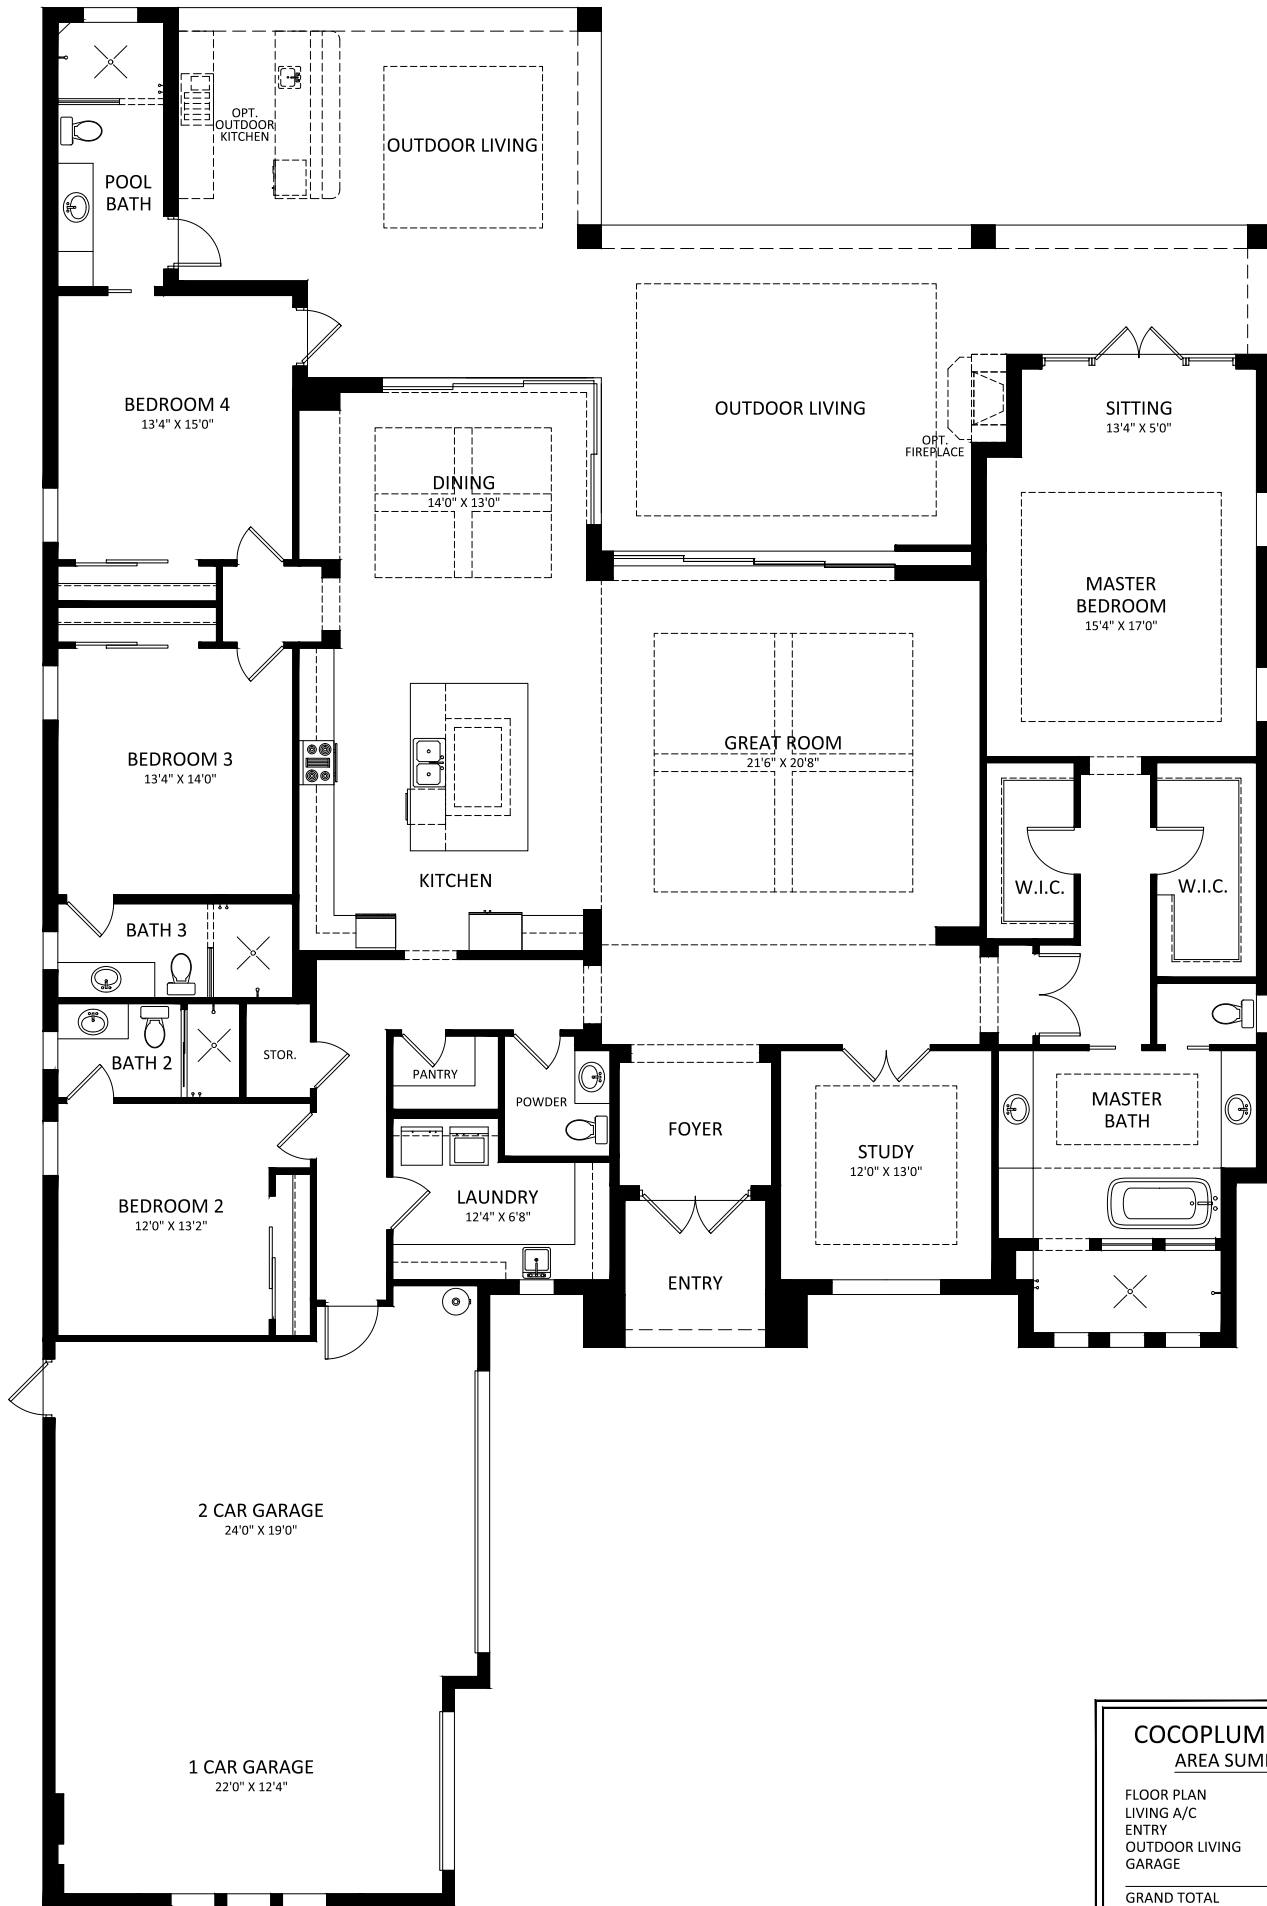 OPT.
OUTDOOR
KITCHEN
OUTDOOR LIVING
POOL
BATH
BEDROOM 4
13'4" X 15'0"
OUTDOOR LIVING
OPT.
FIREPLACE
SITTING
13'4" X 5'0"
DINING
14'0" X 13'0"
MASTER
BEDROOM
15'4" X 17'0"
BEDROOM 3
13'4" X 14'0"
GREAT ROOM
21'6" X 20'8"
KITCHEN
W.I.C.
W.I.C.
BATH 3
BATH 2
STOR.
PANTRY
POWDER
FOYER
STUDY
12'0" X 13'0"
MASTER
BATH
BEDROOM 2
12'0" X 13'2"
LAUNDRY
12'4" X 6'8"
ENTRY
2 CAR GARAGE
24'0" X 19'0"
1 CAR GARAGE
22'0" X 12'4"
COCOPLUM
AREA SUM
FLOOR PLAN
LIVING A/C
ENTRY
OUTDOOR LIVING
GARAGE
GRAND TOTAL